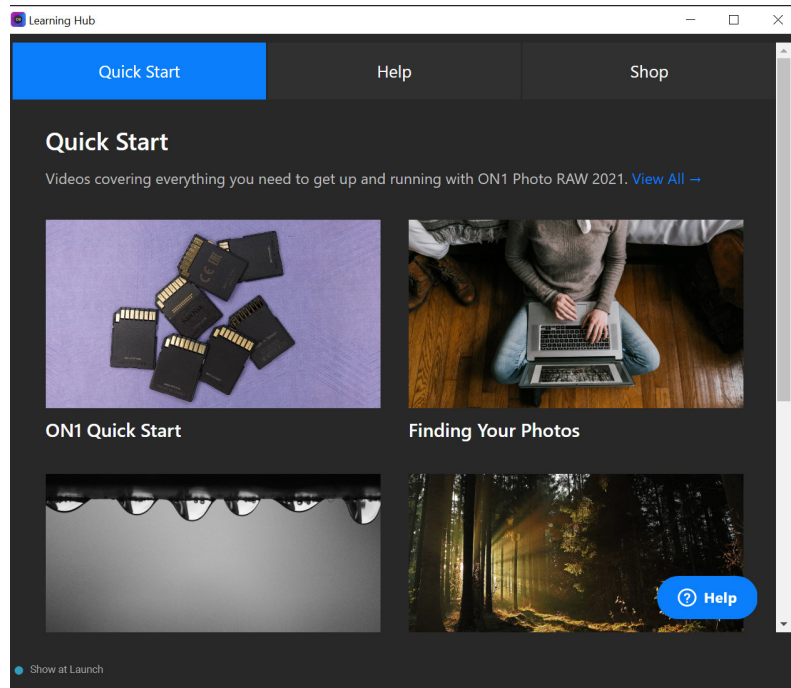 Learning Hub
Quick Start
Help
Shop
Quick Start
Videos covering everything you need to get up and running with ON1 Photo RAW 2021. View All →
ON1 Quick Start
Finding Your Photos
Help
Show at Launch